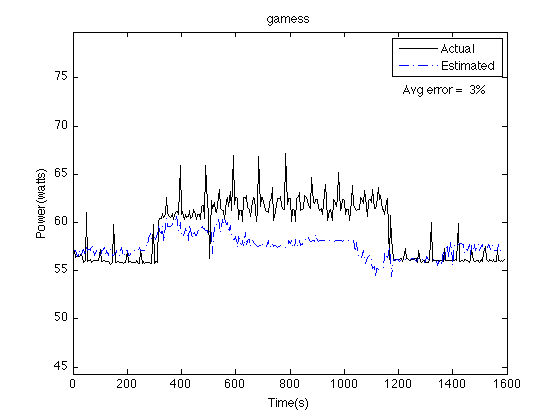 gamess
Actual
Estimated
Avg error = 3%
75
70
65
60
55
50
45
Power(watts)
0 200 400 600 800 1000 1200 1400 1600
Time(s)